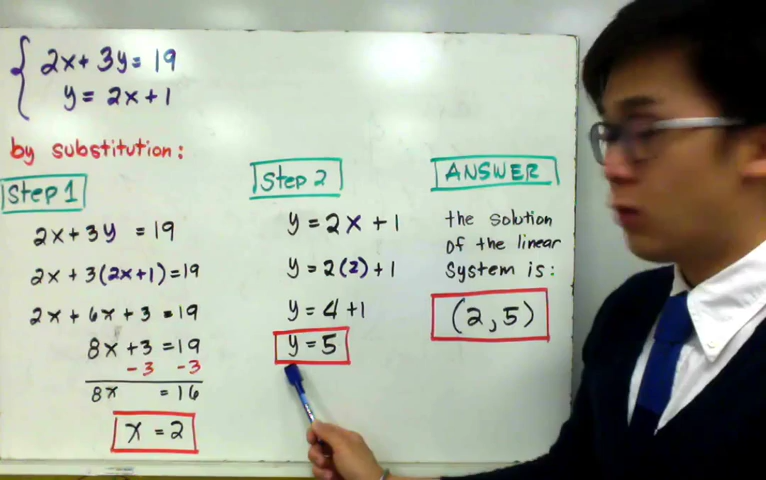 2x + 3y = 19
y = 2x + 1
by substitution:
Step 1
2x + 3y = 19
2x + 3(2x+1) = 19
2x + 6x + 3 = 19
8x + 3 = 19
- 3 - 3
8x = 16
x = 2
Step 2
y = 2x + 1
y = 2(2) + 1
y = 4 + 1
y = 5
ANSWER
the solution
of the linear
system is:
(2, 5)